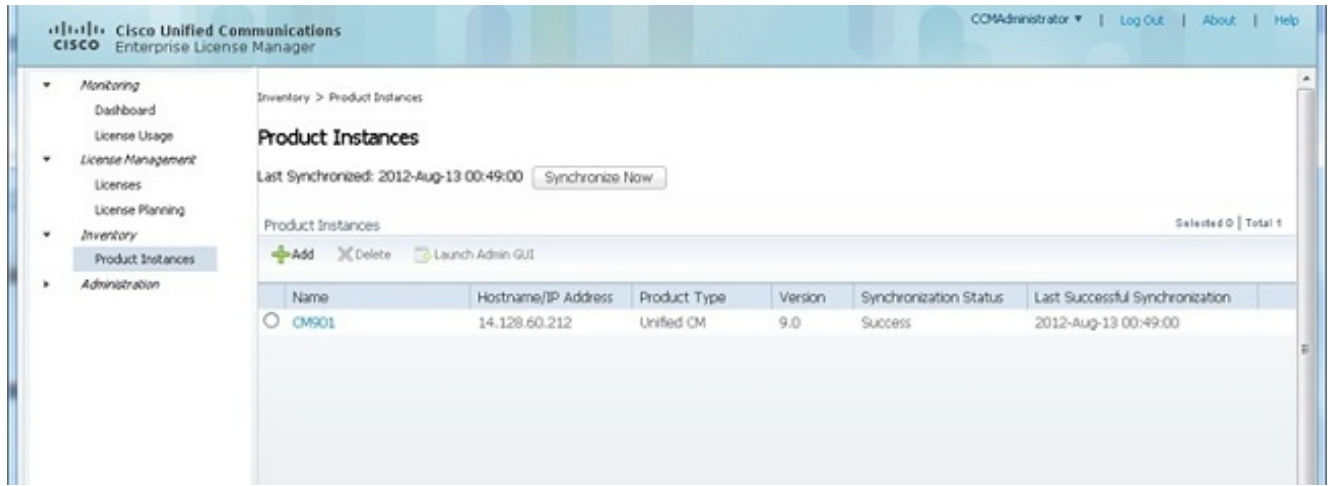 CCMAdministrator ▼ | Log Out | About | Help
CISCO Cisco Unified Communications
Enterprise License Manager
Monitoring
Dashboard
License Usage
License Management
Licenses
License Planning
Inventory
Product Instances
Administration
Inventory > Product Instances
Product Instances
Last Synchronized: 2012-Aug-13 00:49:00 Synchronize Now
Product Instances Selected 0 | Total 1
Add Delete Launch Admin GUI
Name Hostname/IP Address Product Type Version Synchronization Status Last Successful Synchronization
CM901 14.128.60.212 Unified CM 9.0 Success 2012-Aug-13 00:49:00